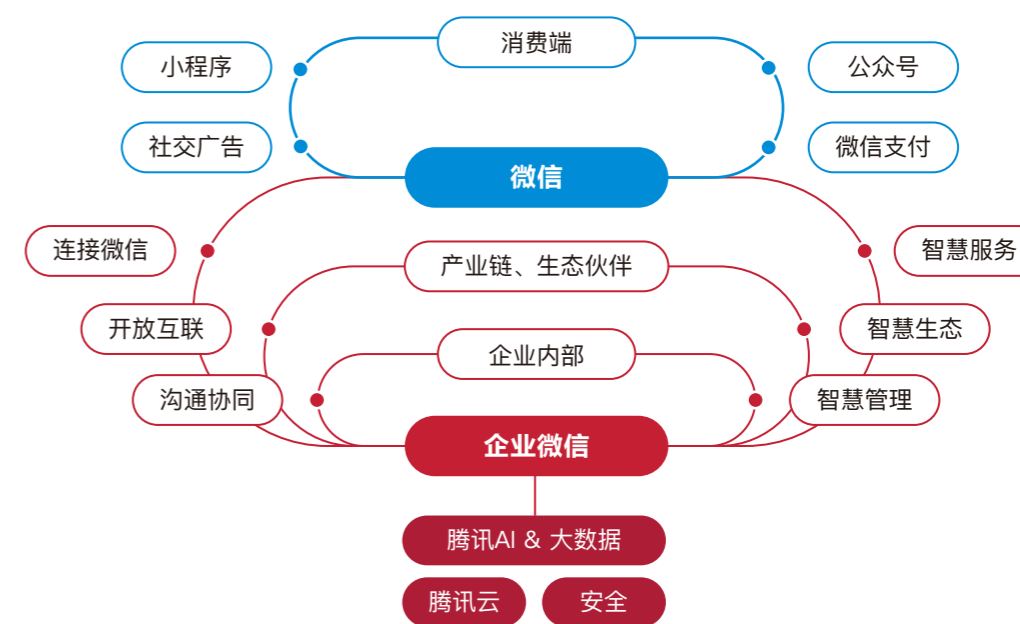 消费端
小程序
公众号
社交广告
微信支付
微信
连接微信
产业链、生态伙伴
智慧服务
开放互联
企业内部
智慧生态
沟通协同
智慧管理
企业微信
腾讯AI & 大数据
腾讯云
安全